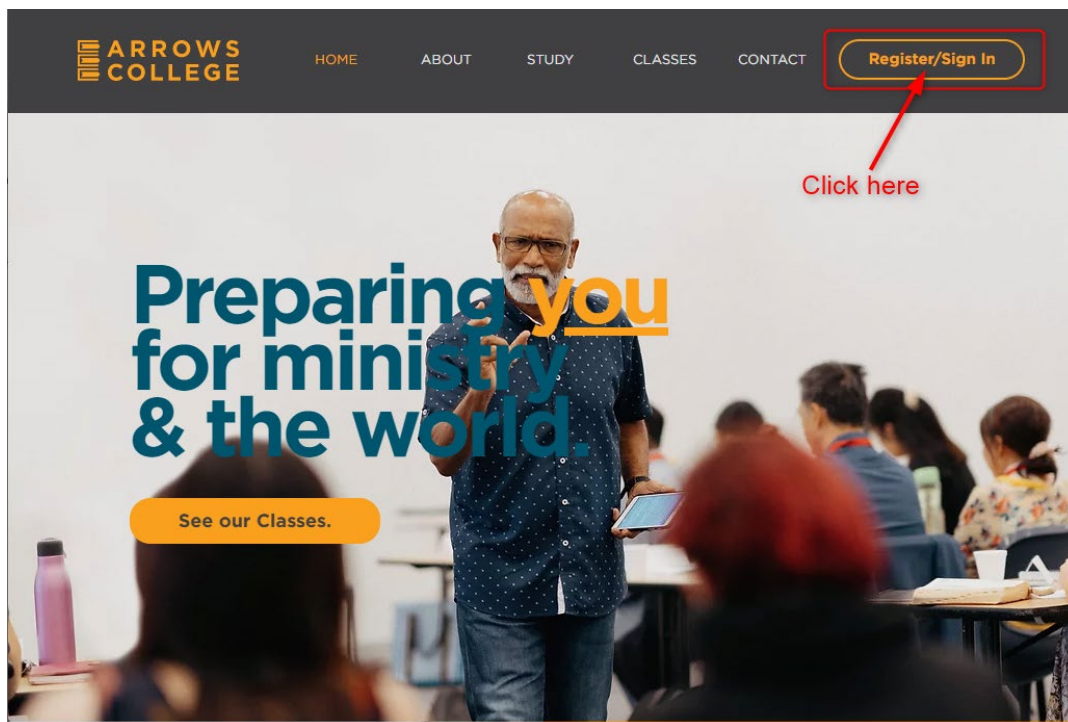 ARROWS
COLLEGE
HOME ABOUT STUDY CLASSES CONTACT Register/Sign In
Click here
Preparing you
for ministry
& the world.
See our Classes.